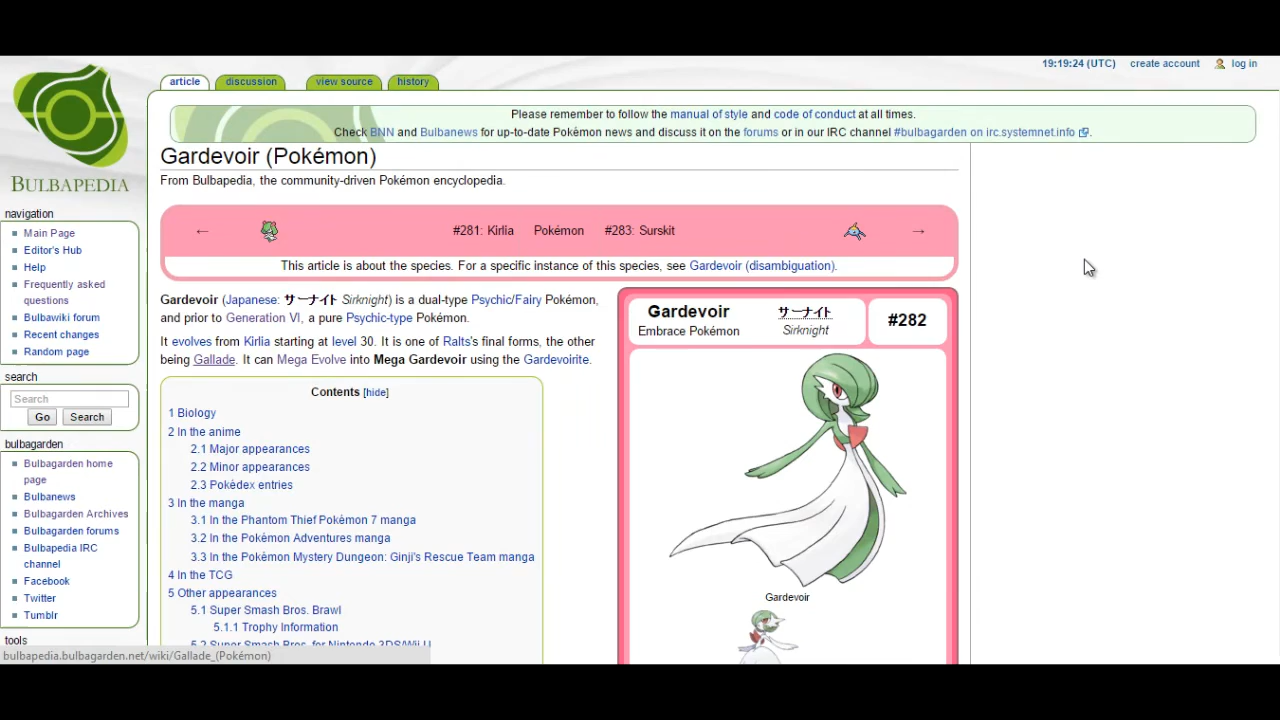 19:19:24 (UTC) create account log in
article discussion view source history
Please remember to follow the manual of style and code of conduct at all times.
Check BNN and Bulbanews for up-to-date Pokémon news and discuss it on the forums or in our IRC channel #bulbagarden on irc.systemnet.info.
BULBAPEDIA
navigation
Main Page
Editor's Hub
Help
Frequently asked
questions
Bulbawiki forum
Recent changes
Random page
search
Search
Go Search
bulbagarden
Bulbagarden home
page
Bulbanews
Bulbagarden Archives
Bulbagarden forums
Bulbapedia IRC
channel
Facebook
Twitter
Tumblr
tools
Gardevoir (Pokémon)
From Bulbapedia, the community-driven Pokémon encyclopedia.
← #281: Kirlia Pokémon #283: Surskit →
This article is about the species. For a specific instance of this species, see Gardevoir (disambiguation).
Gardevoir (Japanese: サーナイト Sirknight) is a dual-type Psychic/Fairy Pokémon,
and prior to Generation VI, a pure Psychic-type Pokémon.
It evolves from Kirlia starting at level 30. It is one of Ralts's final forms, the other
being Gallade. It can Mega Evolve into Mega Gardevoir using the Gardevoirite.
Contents [hide]
1 Biology
2 In the anime
2.1 Major appearances
2.2 Minor appearances
2.3 Pokédex entries
3 In the manga
3.1 In the Phantom Thief Pokémon 7 manga
3.2 In the Pokémon Adventures manga
3.3 In the Pokémon Mystery Dungeon: Ginji's Rescue Team manga
4 In the TCG
5 Other appearances
5.1 Super Smash Bros. Brawl
5.1.1 Trophy Information
5.2 Super Smash Bros. for Nintendo 3DS/Wii U
Gardevoir サーナイト #282
Embrace Pokémon Sirknight
Gardevoir
bulbapedia.bulbagarden.net/wiki/Gallade_(Pokémon)